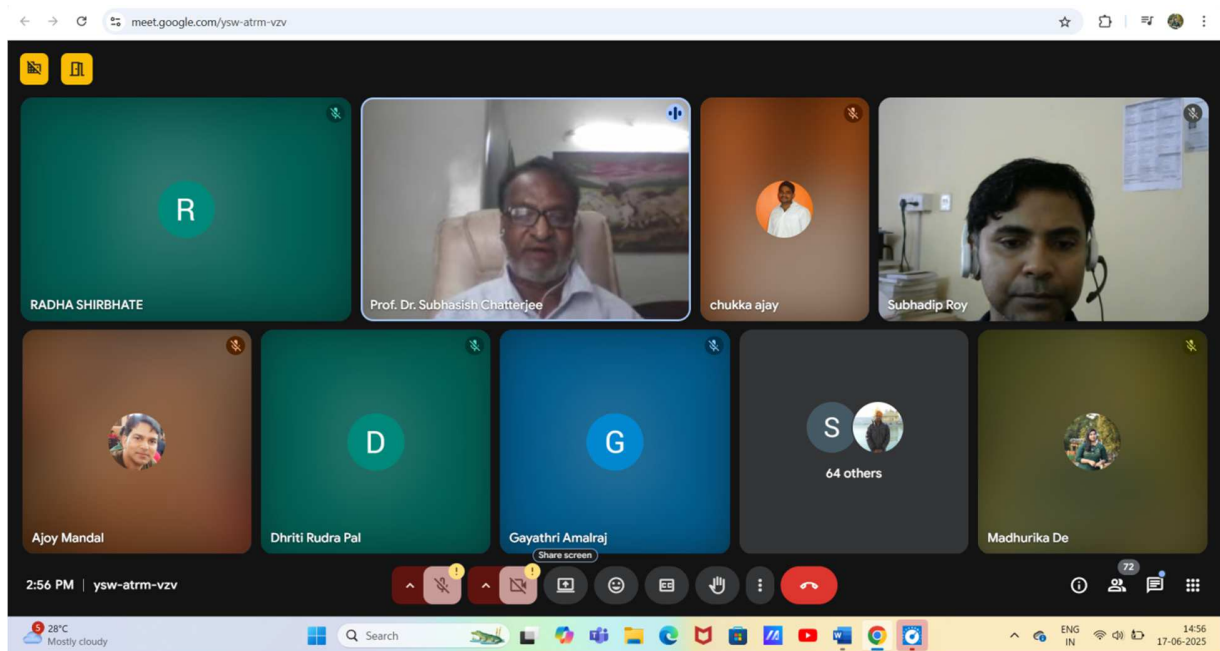 meet.google.com/ysw-atrm-vzv
R
RADHA SHIRBHATE
Prof. Dr. Subhasish Chatterjee
chukka ajay
Subhadip Roy
Ajoy Mandal
D
Dhriti Rudra Pal
G
Gayathri Amalraj
S
64 others
Madhurika De
Share screen
2:56 PM | ysw-atrm-vzv
!
!
CC
72
5
28°C
Mostly cloudy
Search
ENG
IN
14:56
17-06-2025